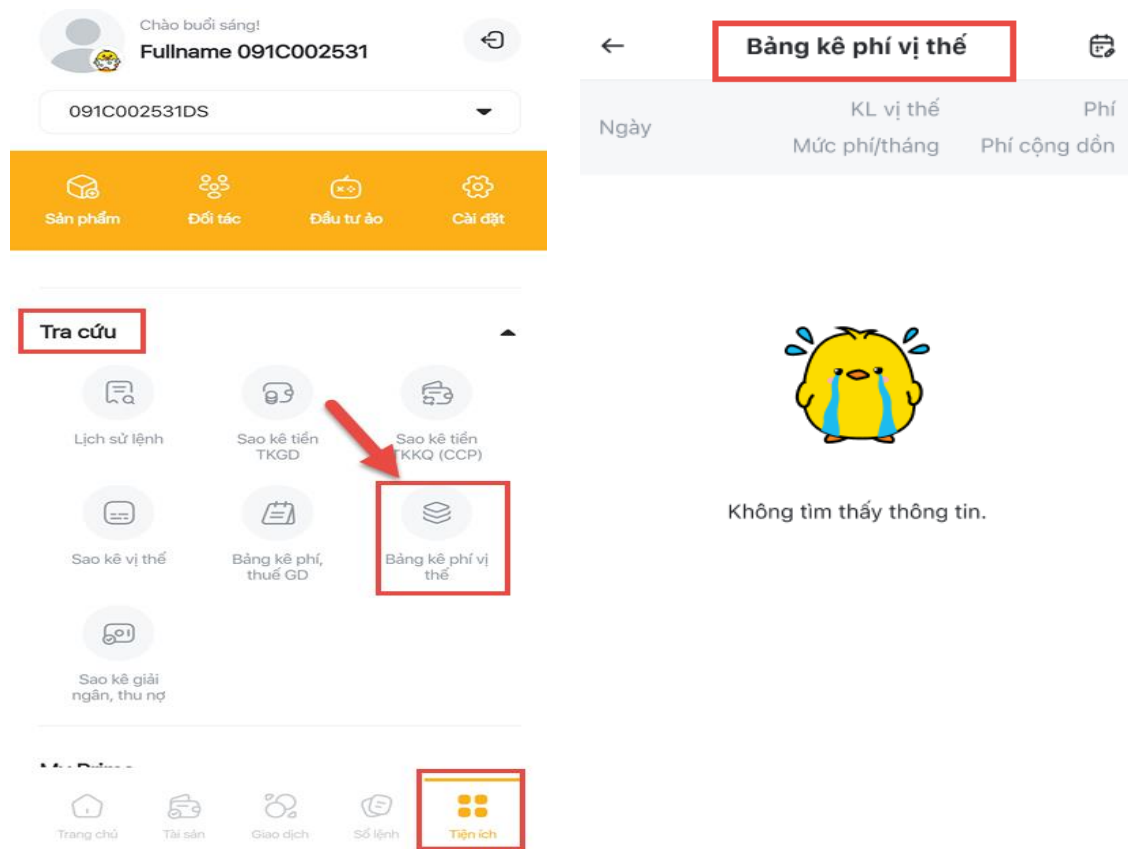 Chào buổi sáng!
Fullname 091C002531
091C002531DS
Sản phẩm
Đối tác
Đầu tư ảo
Cài đặt
Tra cứu
Lịch sử lệnh
Sao kê tiền
TKGD
Sao kê tiền
TKKQ (CCP)
Sao kê vị thế
Bảng kê phí,
thuế GD
Bảng kê phí vị
thế
Sao kê giải
ngân, thu nợ
Trang chủ
Tài sản
Giao dịch
Sổ lệnh
Tiện ích
Bảng kê phí vị thế
Ngày
KL vị thế
Mức phí/tháng
Phí
Phí cộng dồn
Không tìm thấy thông tin.